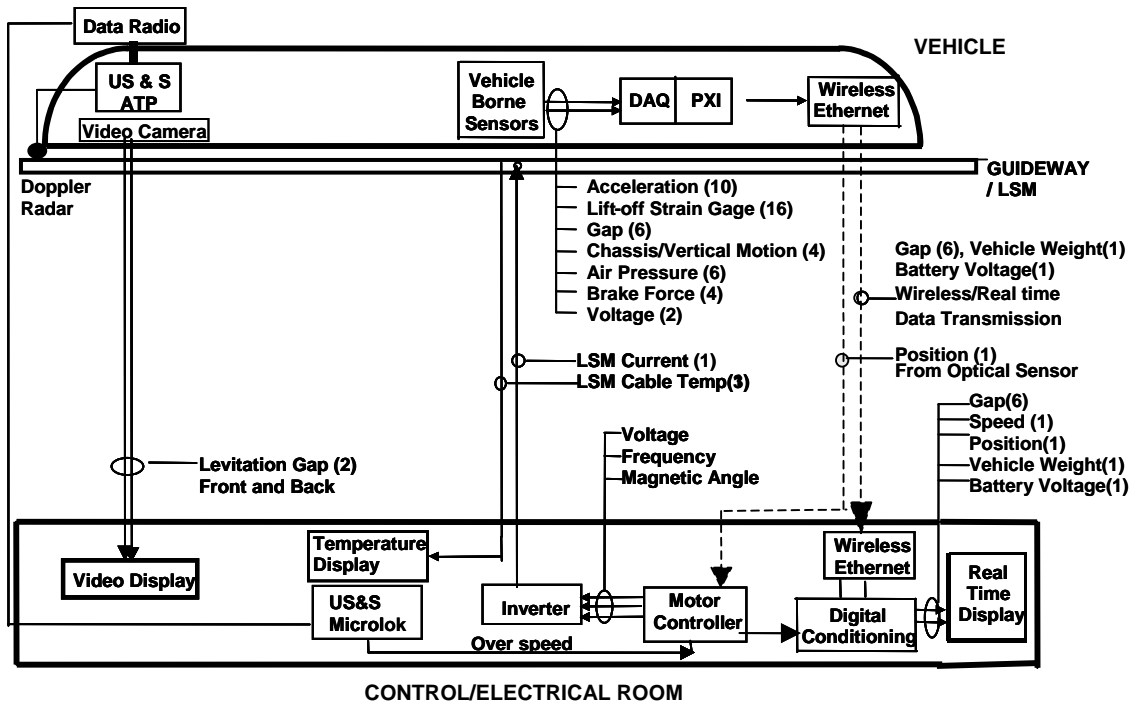 Data Radio
VEHICLE
US & S
ATP
Video Camera
Vehicle
Borne
Sensors
DAQ
PXI
Wireless
Ethernet
Doppler
Radar
GUIDEWAY
/ LSM
Acceleration (10)
Lift-off Strain Gage (16)
Gap (6)
Chassis/Vertical Motion (4)
Air Pressure (6)
Brake Force (4)
Voltage (2)
Gap (6), Vehicle Weight(1)
Battery Voltage(1)
Wireless/Real time
Data Transmission
LSM Current (1)
LSM Cable Temp(3)
Position (1)
From Optical Sensor
Gap(6)
Speed (1)
Position(1)
Vehicle Weight(1)
Battery Voltage(1)
Voltage
Frequency
Magnetic Angle
Levitation Gap (2)
Front and Back
Video Display
Temperature
Display
US&S
Microlok
Inverter
Motor
Controller
Wireless
Ethernet
Digital
Conditioning
Real
Time
Display
Over speed
CONTROL/ELECTRICAL ROOM